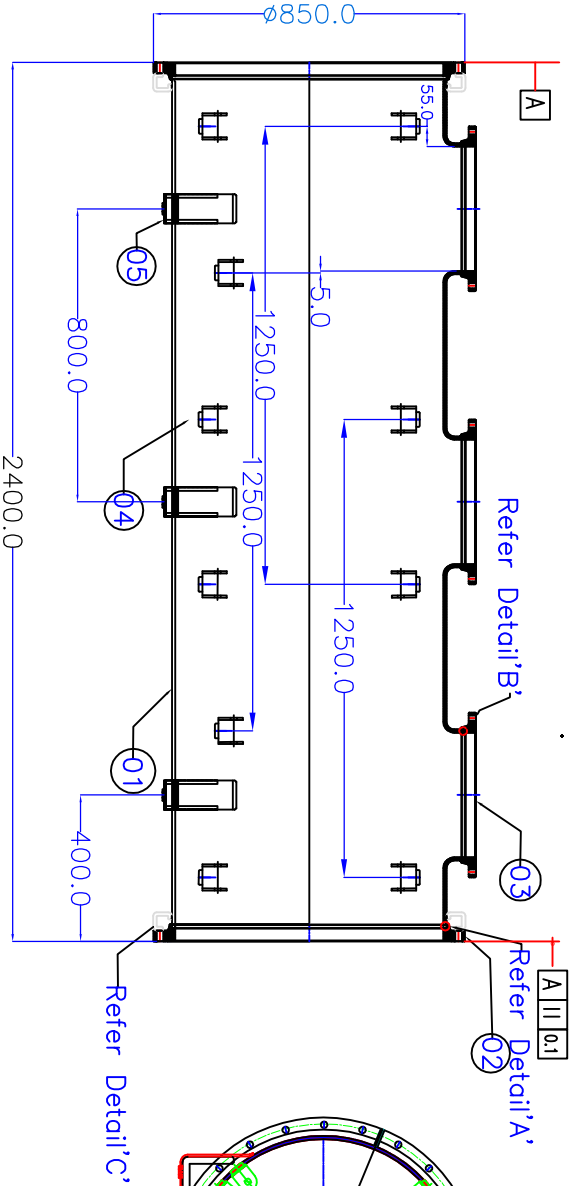 ø850.0
A
55.0
05
5.0
800.0
1250.0
04
1250.0
2400.0
Refer Detail'B'
1250.0
01
400.0
03
A || 0.1
Refer Detail'A'
02
Refer Detail'C'